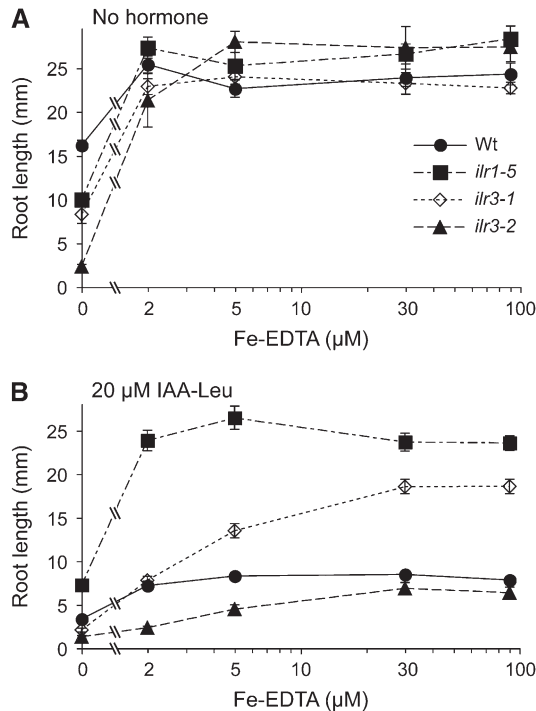 A No hormone
Root length (mm)
25
20
15
10
5
0
Wt
ilr1-5
ilr3-1
ilr3-2
0 2 5 10 30 100
Fe-EDTA (µM)
B 20 µM IAA-Leu
Root length (mm)
25
20
15
10
5
0
0 2 5 10 30 100
Fe-EDTA (µM)